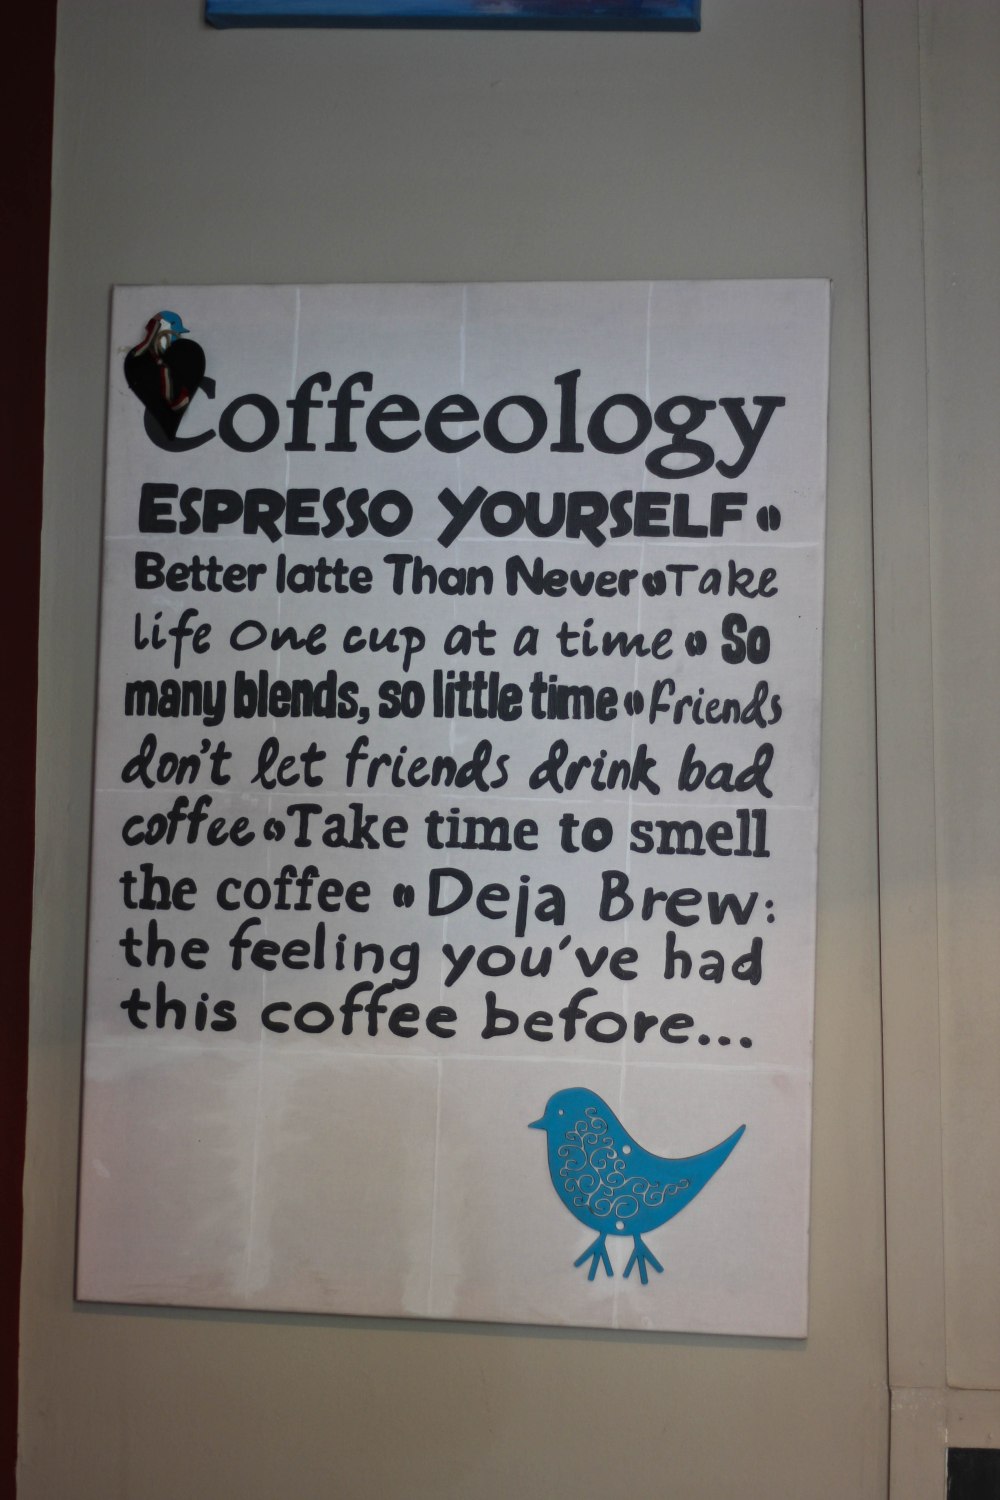 Coffeeology
ESPRESSO YOURSELF
Better latte Than Never Take
life one cup at a time So
many blends, so little time friends
don't let friends drink bad
coffee Take time to smell
the coffee Deja Brew:
the feeling you've had
this coffee before...